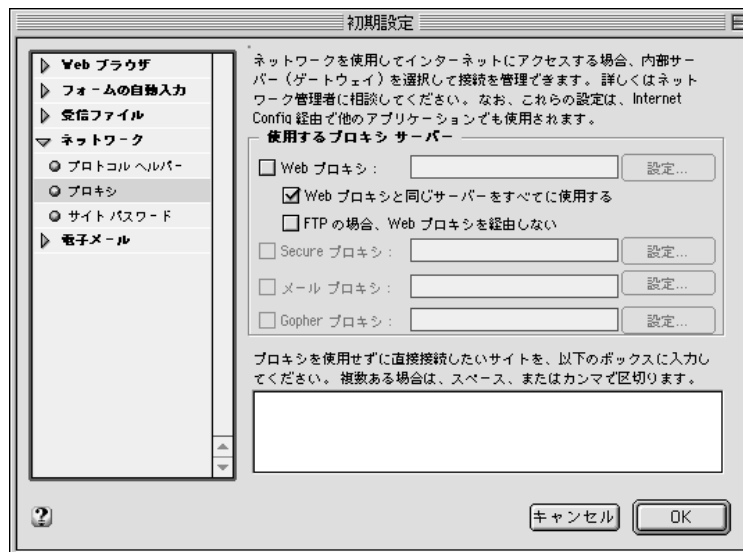 初期設定
Web ブラウザ
フォームの自動入力
受信ファイル
ネットワーク
プロトコル ヘルパー
プロキシ
サイト パスワード
電子メール
ネットワークを使用してインターネットにアクセスする場合、内部サー
バー（ゲートウェイ）を選択して接続を管理できます。詳しくはネット
ワーク管理者に相談してください。なお、これらの設定は、Internet
Config 経由で他のアプリケーションでも使用されます。
使用するプロキシ サーバー
Web プロキシ： 設定...
Web プロキシと同じサーバーをすべてに使用する
FTP の場合、Web プロキシを経由しない
Secure プロキシ： 設定...
メール プロキシ： 設定...
Gopher プロキシ： 設定...
プロキシを使用せずに直接接続したいサイトを、以下のボックスに入力し
てください。複数ある場合は、スペース、またはカンマで区切ります。
?
キャンセル OK